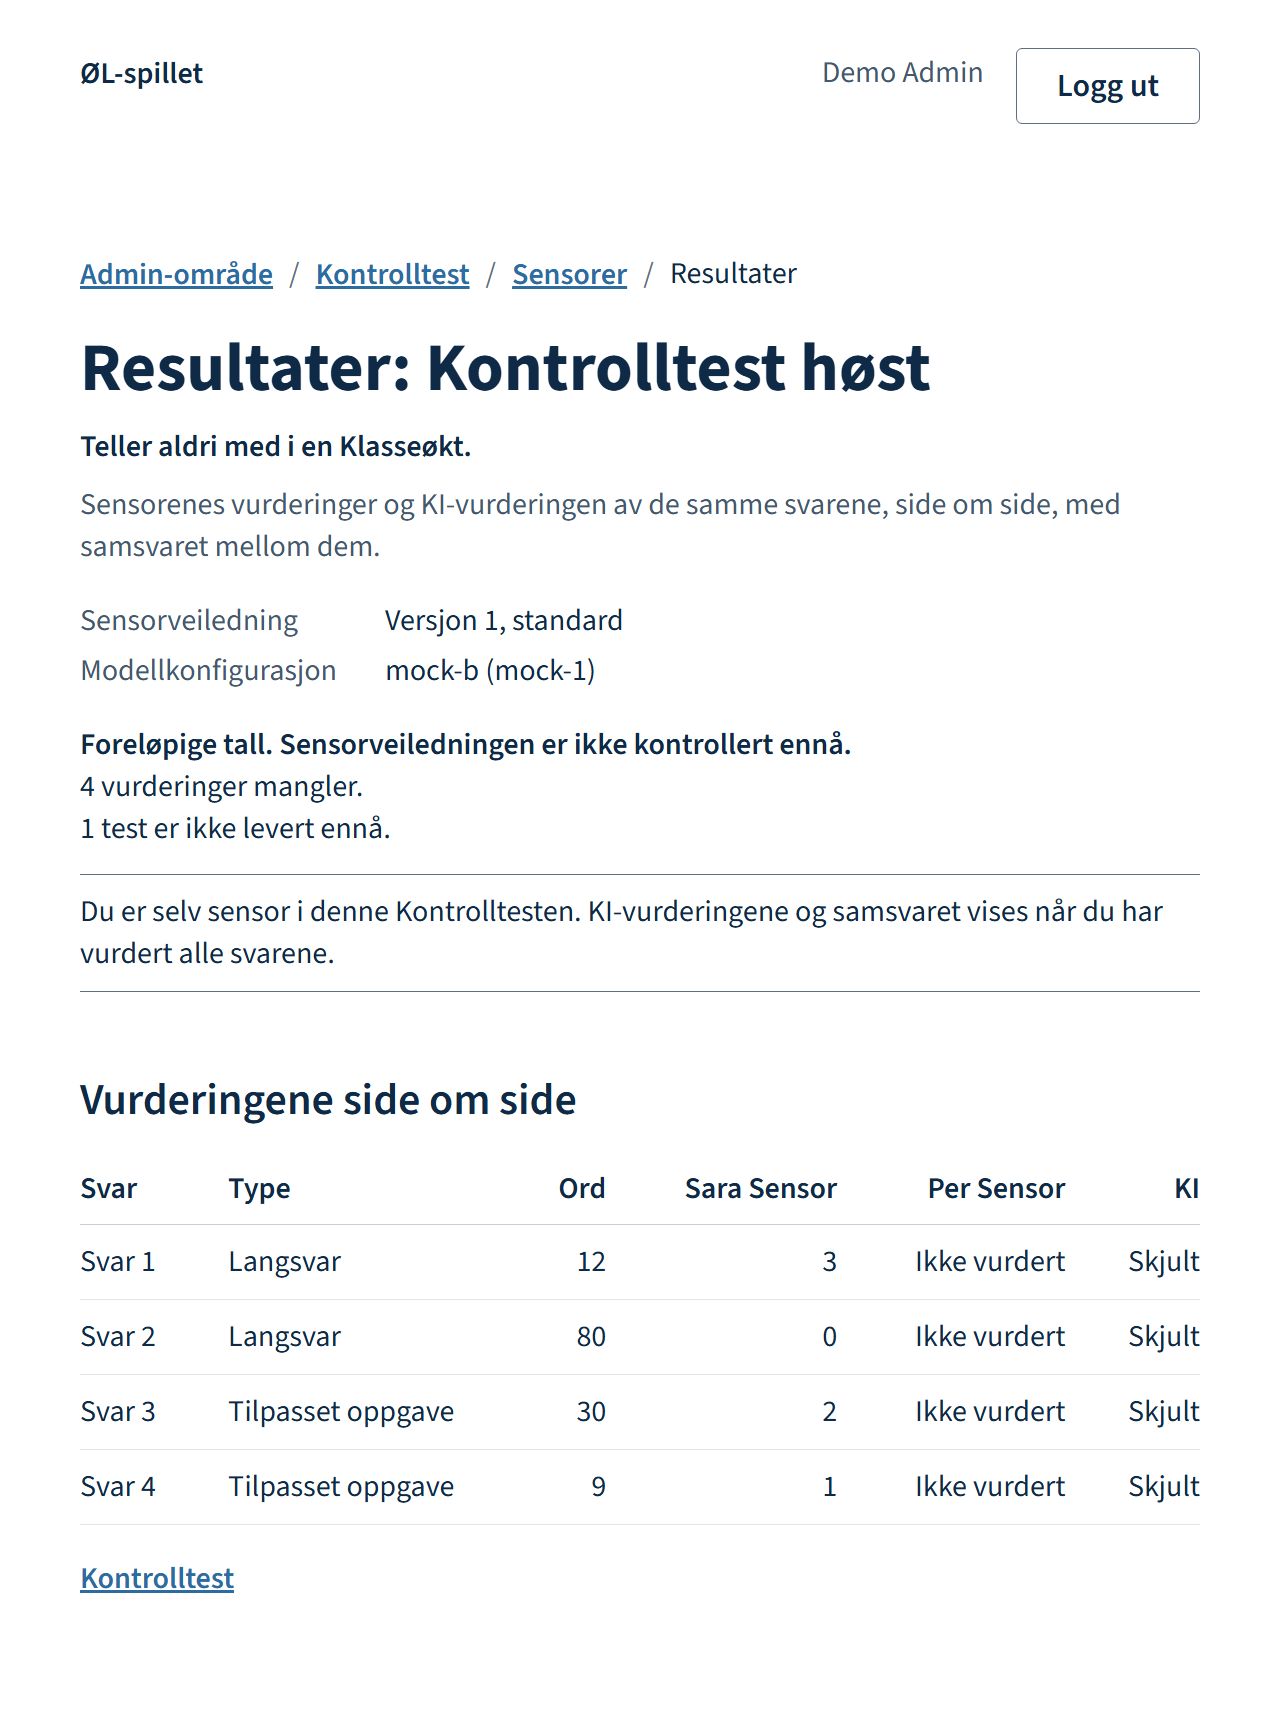 ØL-spillet
Demo Admin
Logg ut
Admin-område / Kontrolltest / Sensorer / Resultater
Resultater: Kontrolltest høst
Teller aldri med i en Klasseøkt.
Sensorenes vurderinger og KI-vurderingen av de samme svarene, side om side, med
samsvaret mellom dem.
Sensorveiledning Versjon 1, standard
Modellkonfigurasjon mock-b (mock-1)
Foreløpige tall. Sensorveiledningen er ikke kontrollert ennå.
4 vurderinger mangler.
1 test er ikke levert ennå.
Du er selv sensor i denne Kontrolltesten. KI-vurderingene og samsvaret vises når du har
vurdert alle svarene.
Vurderingene side om side
Svar Type Ord Sara Sensor Per Sensor KI
Svar 1 Langsvar 12 3 Ikke vurdert Skjult
Svar 2 Langsvar 80 0 Ikke vurdert Skjult
Svar 3 Tilpasset oppgave 30 2 Ikke vurdert Skjult
Svar 4 Tilpasset oppgave 9 1 Ikke vurdert Skjult
Kontrolltest